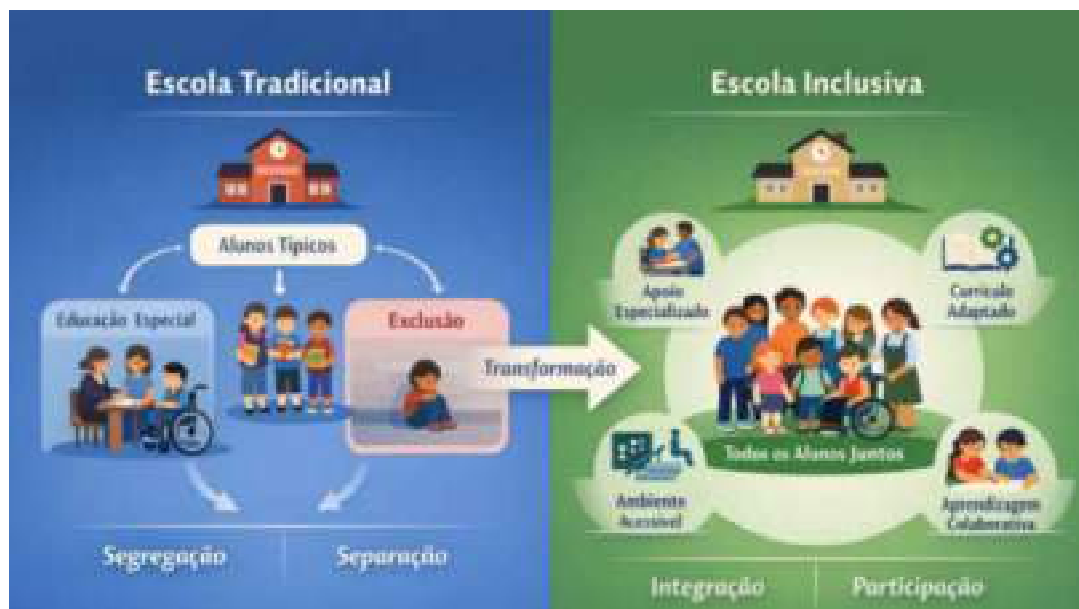 Escola Tradicional
Alunos Típicos
Educação Especial
Exclusão
Segregação
Separação
Transformação
Escola Inclusiva
Apoio
Especializado
Currículo
Adaptado
Todos os Alunos Juntos
Ambiente
Acessível
Aprendizagem
Colaborativa
Integração
Participação